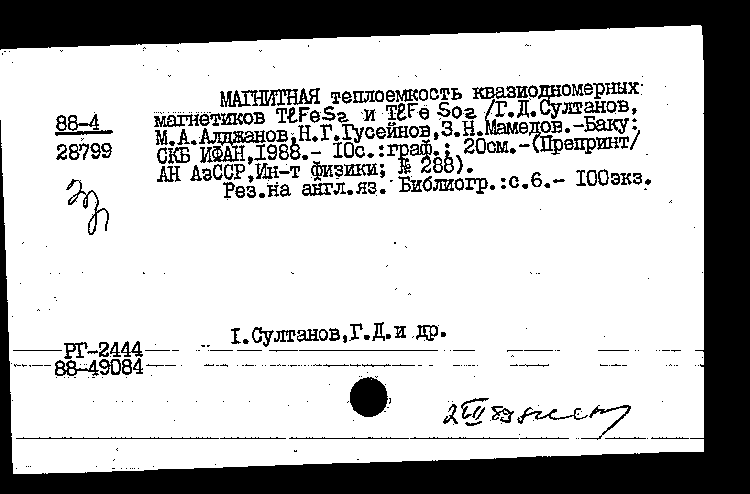 МАГНИТНАЯ теплоемкость квазиодномерных
магнетиков TlFeS2 и TlFe Se2 /Г.Д.Султанов,
88-4
М.А.Алджанов,Н.Г.Гусейнов,З.Н.Мамедов.-Баку:
28799
СКБ ИФАН,1988.- 10с.:граф.; 20см.-(Препринт/
АН АзССР,Ин-т физики; № 288).
Рез.на англ.яз. Библиогр.:с.6.- 100экз.
1.Султанов,Г.Д.и др.
РГ-2444
88-49084